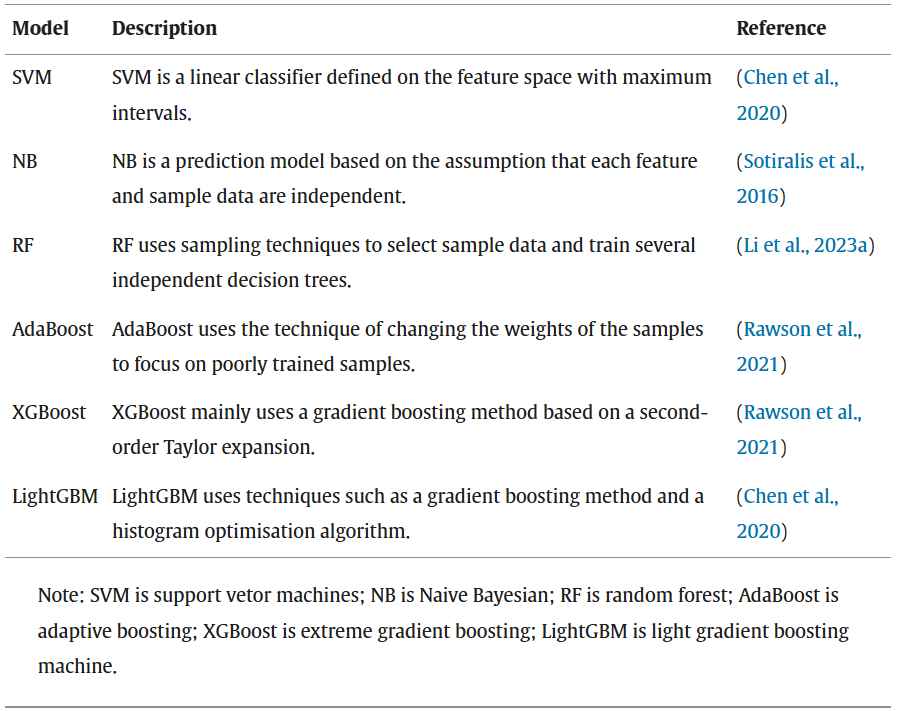 Model Description Reference
SVM SVM is a linear classifier defined on the feature space with maximum (Chen et al.,
intervals. 2020)
NB NB is a prediction model based on the assumption that each feature (Sotiralis et al.,
and sample data are independent. 2016)
RF RF uses sampling techniques to select sample data and train several (Li et al., 2023a)
independent decision trees.
AdaBoost AdaBoost uses the technique of changing the weights of the samples (Rawson et al.,
to focus on poorly trained samples. 2021)
XGBoost XGBoost mainly uses a gradient boosting method based on a second- (Rawson et al.,
order Taylor expansion. 2021)
LightGBM LightGBM uses techniques such as a gradient boosting method and a (Chen et al.,
histogram optimisation algorithm. 2020)
Note: SVM is support vetor machines; NB is Naive Bayesian; RF is random forest; AdaBoost is
adaptive boosting; XGBoost is extreme gradient boosting; LightGBM is light gradient boosting
machine.